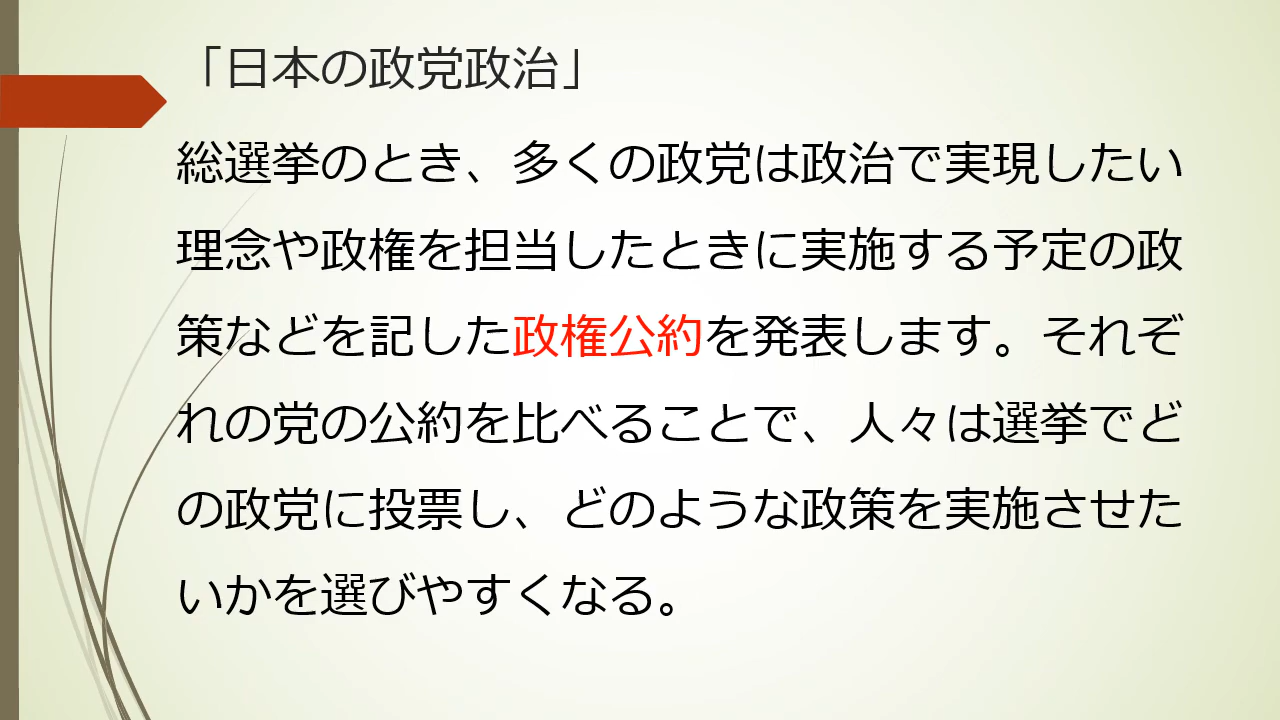 「日本の政党政治」
総選挙のとき、多くの政党は政治で実現したい
理念や政権を担当したときに実施する予定の政
策などを記した政権公約を発表します。それぞ
れの党の公約を比べることで、人々は選挙でど
の政党に投票し、どのような政策を実施させた
いかを選びやすくなる。